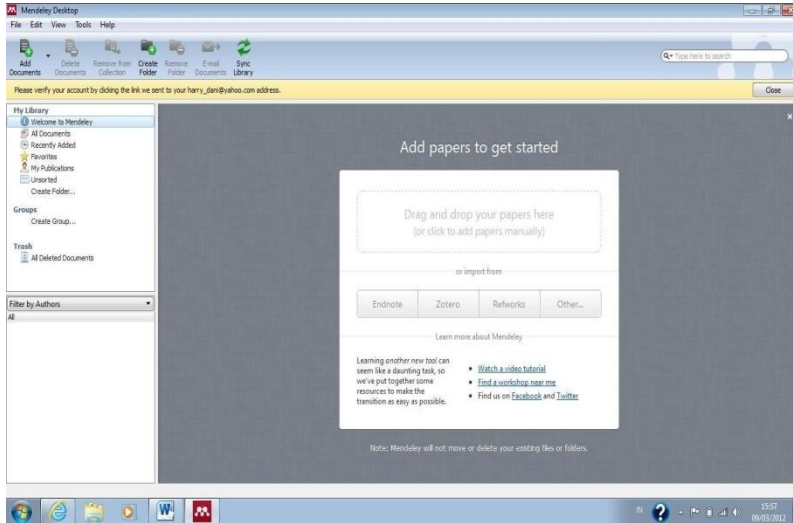 Mendeley Desktop
File Edit View Tools Help
Add Documents
Delete Documents
Remove from Collection
Create Folder
Remove Folder
E-mail Documents
Sync Library
Type here to search
Please verify your account by clicking the link we sent to your harry_dani@yahoo.com address.
Close
My Library
Welcome to Mendeley
All Documents
Recently Added
Favorites
My Publications
Unsorted
Create Folder...
Groups
Create Group...
Trash
All Deleted Documents
Filter by Authors
All
Add papers to get started
Drag and drop your papers here
(or click to add papers manually)
or import from
Endnote Zotero Refworks Other...
Learn more about Mendeley
Learning another new tool can
seem like a daunting task, so
we've put together some
resources to make the
transition as easy as possible.
Watch a video tutorial
Find a workshop near me
Find us on Facebook and Twitter
Note: Mendeley will not move or delete your existing files or folders.
IN
15:57
09/03/2012